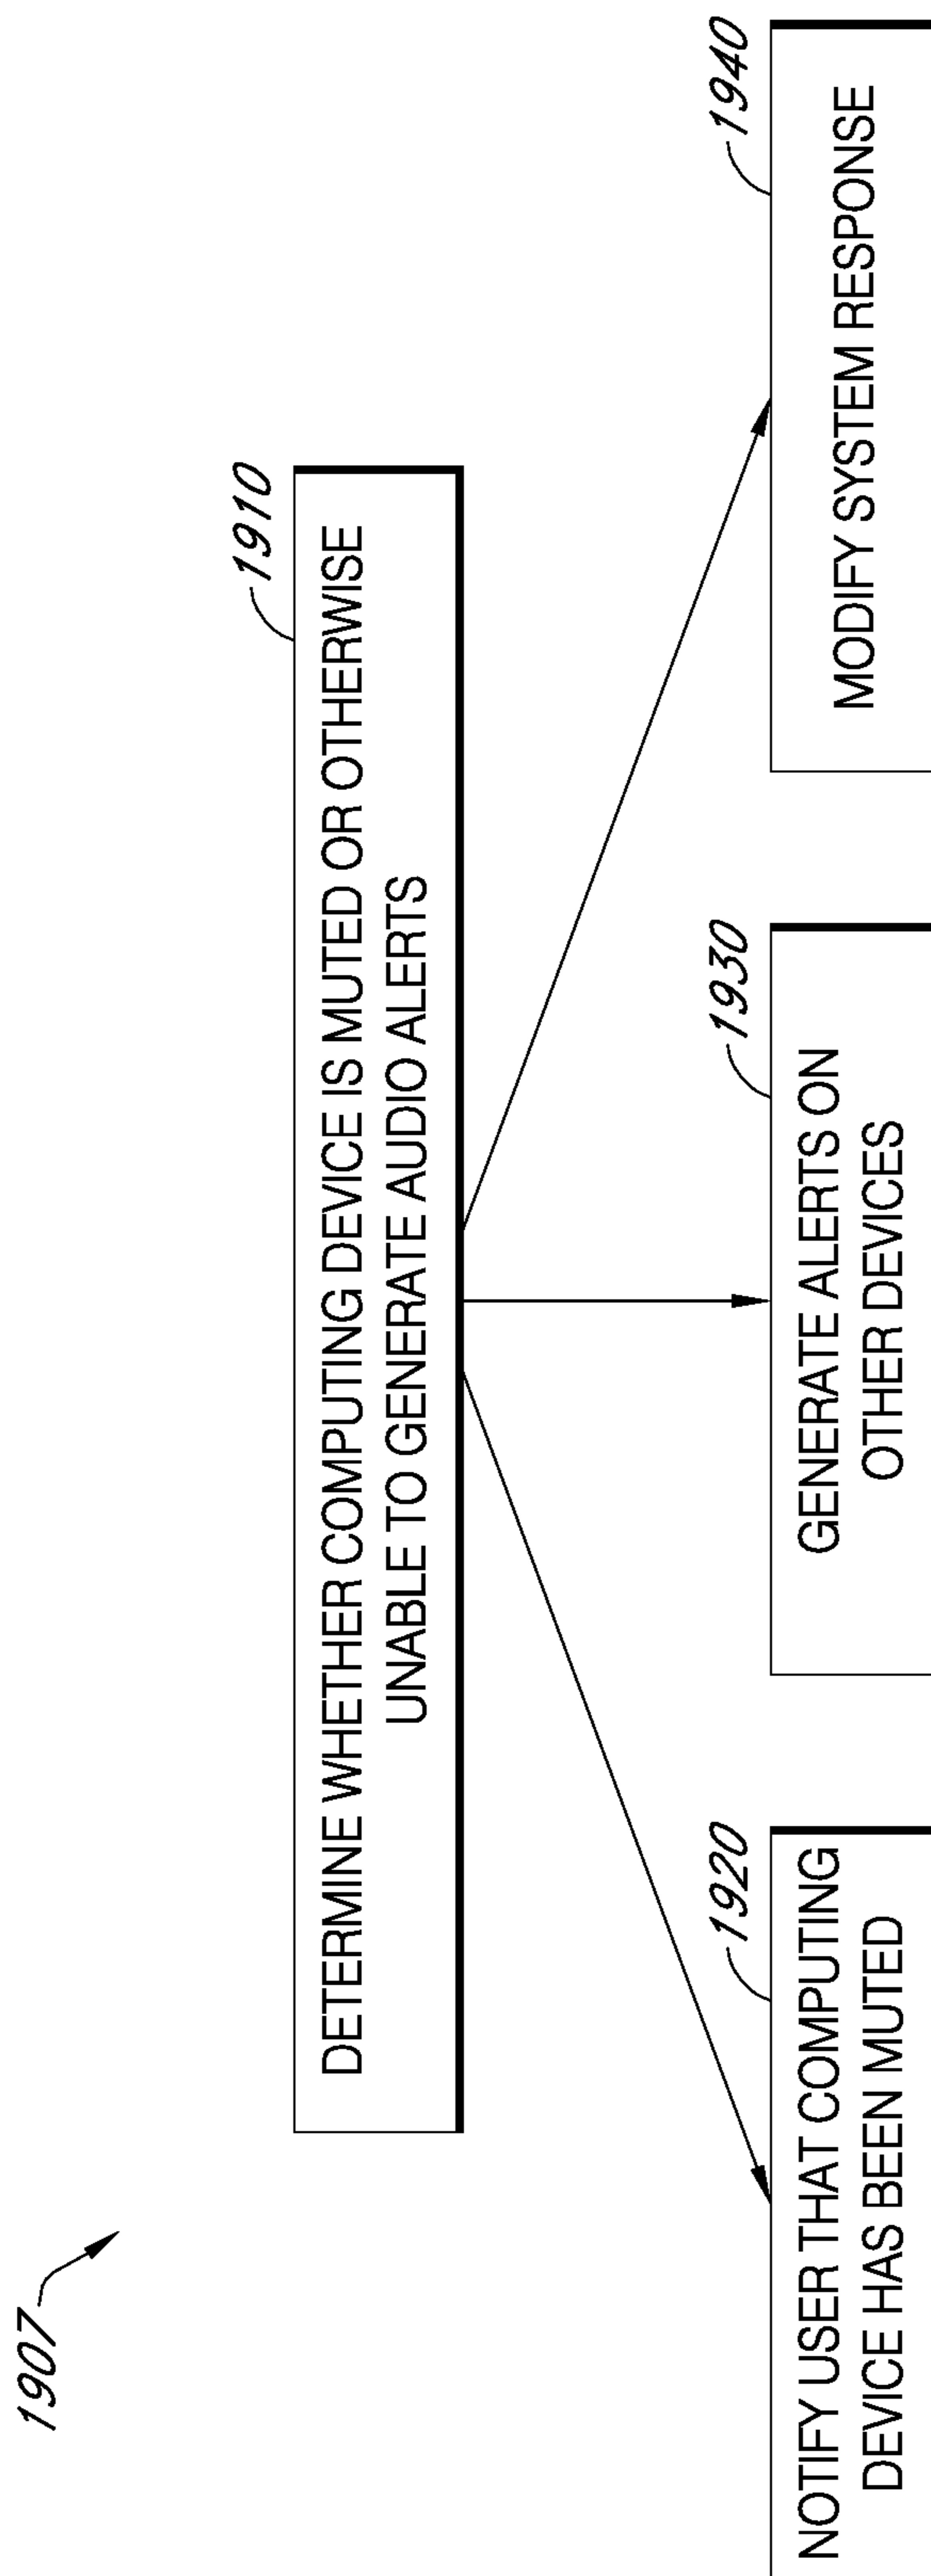 1907
1910
DETERMINE WHETHER COMPUTING DEVICE IS MUTED OR OTHERWISE
UNABLE TO GENERATE AUDIO ALERTS
1920
NOTIFY USER THAT COMPUTING
DEVICE HAS BEEN MUTED
1930
GENERATE ALERTS ON
OTHER DEVICES
1940
MODIFY SYSTEM RESPONSE